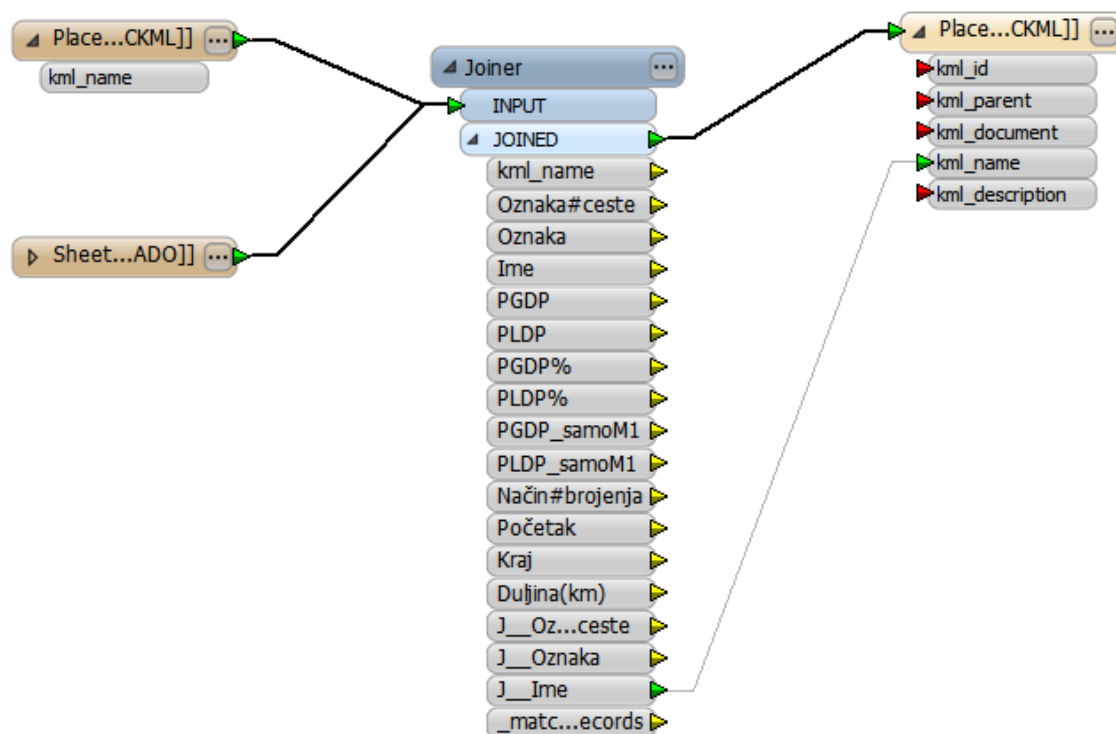 Place...CKML]]
kml_name
Sheet...ADO]]
Joiner
INPUT
JOINED
kml_name
Oznaka#ceste
Oznaka
Ime
PGDP
PLDP
PGDP%
PLDP%
PGDP_samoM1
PLDP_samoM1
Način#brojenja
Početak
Kraj
Duljina(km)
J__Oz...ceste
J__Oznaka
J__Ime
_matc...ecords
Place...CKML]]
kml_id
kml_parent
kml_document
kml_name
kml_description